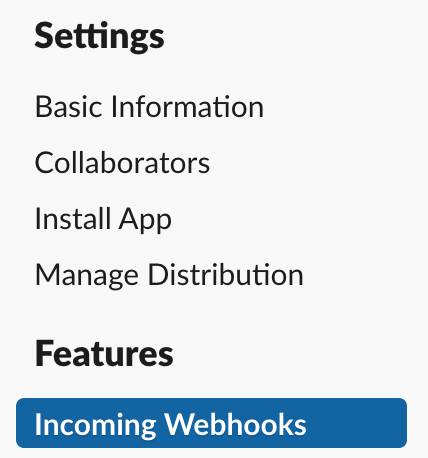 Settings
Basic Information
Collaborators
Install App
Manage Distribution
Features
Incoming Webhooks